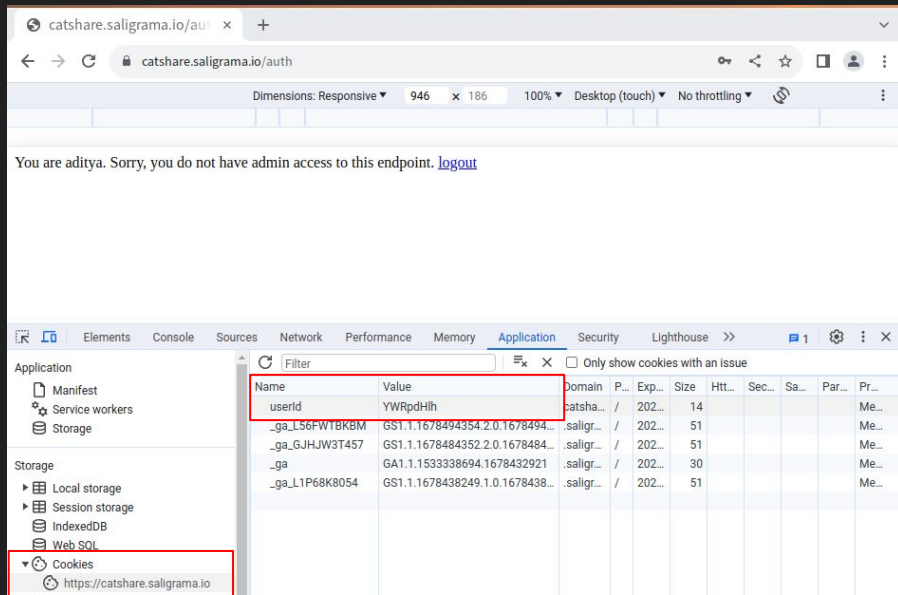 catshare.saligrama.io/aut × +
catshare.saligrama.io/auth
Dimensions: Responsive ▼ 946 x 186 100% ▼ Desktop (touch) ▼ No throttling ▼
You are aditya. Sorry, you do not have admin access to this endpoint. logout
Elements Console Sources Network Performance Memory Application Security Lighthouse >> 1
Application
Filter
Only show cookies with an issue
Manifest
Service workers
Storage
Storage
Local storage
Session storage
IndexedDB
Web SQL
Cookies
https://catshare.saligrama.io
Name Value Domain P... Exp... Size Htt... Sec... Sa... Par... Pr...
userId YWRpdHlh catsha... / 202... 14 Me...
_ga_L56FWTBKBM GS1.1.1678494354.2.0.1678494... .saligr... / 202... 51 Me...
_ga_GJHJW3T457 GS1.1.1678484352.2.0.1678484... .saligr... / 202... 51 Me...
_ga GA1.1.1533338694.1678432921 .saligr... / 202... 30 Me...
_ga_L1P68K8054 GS1.1.1678438249.1.0.1678438... .saligr... / 202... 51 Me...